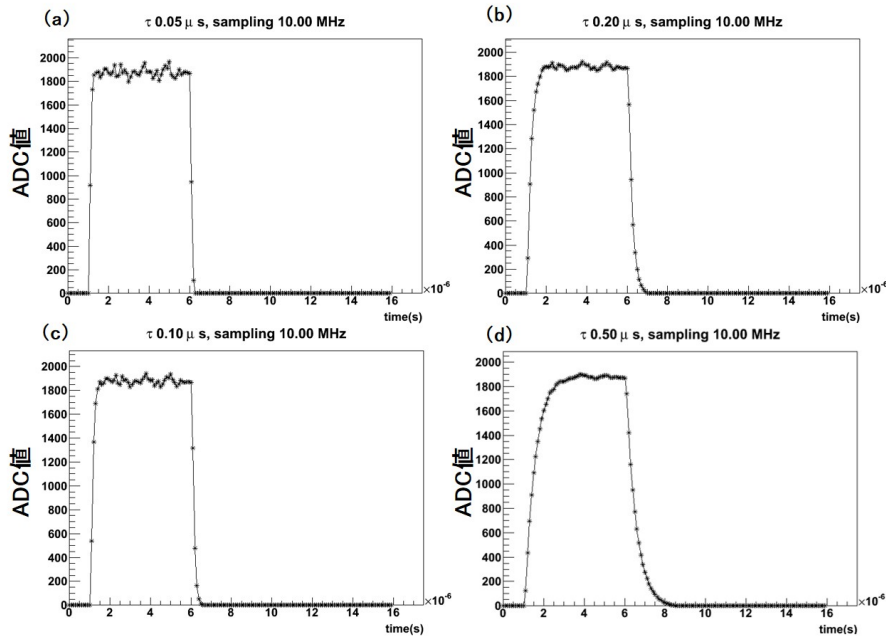 (a)
τ 0.05 μ s, sampling 10.00 MHz
ADC値
2000
1800
1600
1400
1200
1000
800
600
400
200
0
0 2 4 6 8 10 12 14 16
×10-6
time(s)
(b)
τ 0.20 μ s, sampling 10.00 MHz
ADC値
2000
1800
1600
1400
1200
1000
800
600
400
200
0
0 2 4 6 8 10 12 14 16
×10-6
time(s)
(c)
τ 0.10 μ s, sampling 10.00 MHz
ADC値
2000
1800
1600
1400
1200
1000
800
600
400
200
0
0 2 4 6 8 10 12 14 16
×10-6
time(s)
(d)
τ 0.50 μ s, sampling 10.00 MHz
ADC値
2000
1800
1600
1400
1200
1000
800
600
400
200
0
0 2 4 6 8 10 12 14 16
×10-6
time(s)